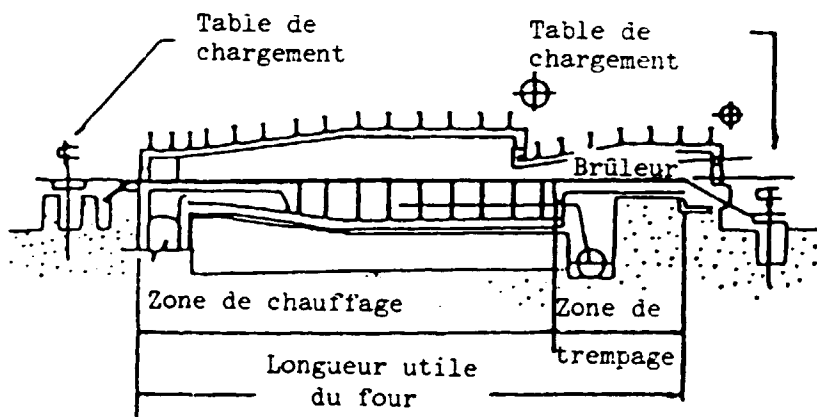 Table de
chargement
Table de
chargement
Brûleur
Zone de chauffage
Zone de
trempage
Longueur utile
du four